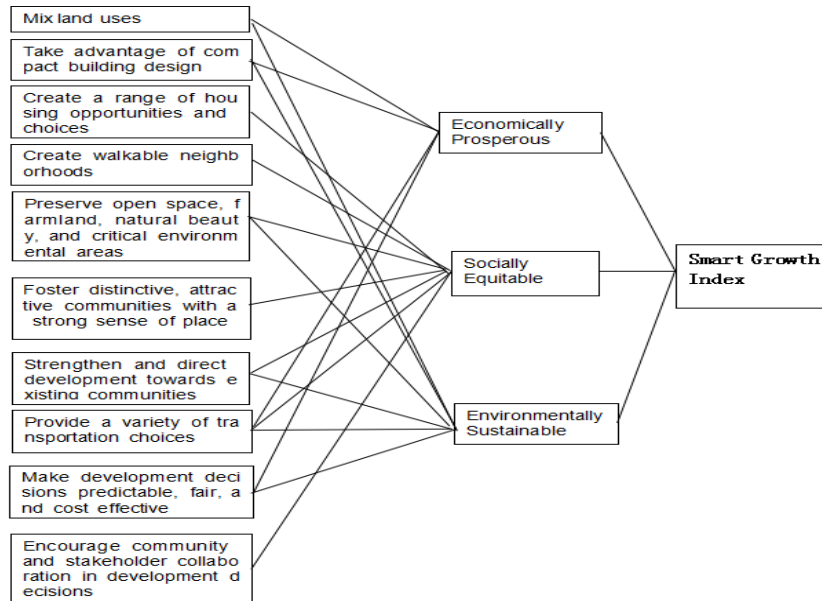 Mix land uses
Take advantage of com
pact building design
Create a range of hou
sing opportunities and
choices
Create walkable neighb
orhoods
Preserve open space, f
armland, natural beaut
y, and critical environm
ental areas
Foster distinctive, attrac
tive communities with a
strong sense of place
Strengthen and direct
development towards e
xisting communities
Provide a variety of tra
nsportation choices
Make development deci
sions predictable, fair, a
nd cost effective
Encourage community
and stakeholder collabo
ration in development d
ecisions
Economically
Prosperous
Socially
Equitable
Environmentally
Sustainable
Smart Growth
Index